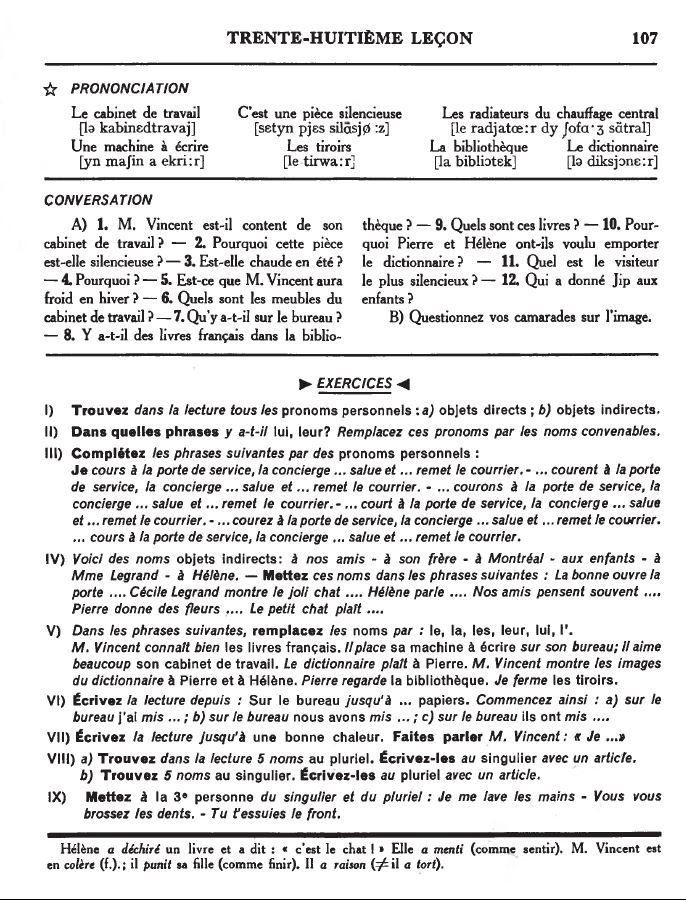 TRENTE-HUITIÈME LEÇON 107
☆ PRONONCIATION
Le cabinet de travail C'est une pièce silencieuse Les radiateurs du chauffage central
[lə kabinɛdtravaj] [sɛtyn pjɛs silɑ̃sjø :z] [le radjatœ:r dy ʃofa·ʒ sɑ̃tral]
Une machine à écrire Les tiroirs La bibliothèque Le dictionnaire
[yn maʃin a ekri:r] [le tirwa:r] [la bibliɔtɛk] [lə diksjɔnɛ:r]
CONVERSATION
A) 1. M. Vincent est-il content de son
cabinet de travail ? — 2. Pourquoi cette pièce
est-elle silencieuse ? — 3. Est-elle chaude en été ?
— 4. Pourquoi ? — 5. Est-ce que M. Vincent aura
froid en hiver ? — 6. Quels sont les meubles du
cabinet de travail ? — 7. Qu'y a-t-il sur le bureau ?
— 8. Y a-t-il des livres français dans la biblio-
thèque ? — 9. Quels sont ces livres ? — 10. Pour-
quoi Pierre et Hélène ont-ils voulu emporter
le dictionnaire ? — 11. Quel est le visiteur
le plus silencieux ? — 12. Qui a donné Jip aux
enfants ?
B) Questionnez vos camarades sur l'image.
► EXERCICES ◄
I) Trouvez dans la lecture tous les pronoms personnels : a) objets directs ; b) objets indirects.
II) Dans quelles phrases y a-t-il lui, leur? Remplacez ces pronoms par les noms convenables.
III) Complétez les phrases suivantes par des pronoms personnels :
Je cours à la porte de service, la concierge ... salue et ... remet le courrier. - ... courent à la porte
de service, la concierge ... salue et ... remet le courrier. - ... courons à la porte de service, la
concierge ... salue et ... remet le courrier. - ... court à la porte de service, la concierge ... salue
et ... remet le courrier. - ... courez à la porte de service, la concierge ... salue et ... remet le courrier.
... cours à la porte de service, la concierge ... salue et ... remet le courrier.
IV) Voici des noms objets indirects: à nos amis - à son frère - à Montréal - aux enfants - à
Mme Legrand - à Hélène. — Mettez ces noms dans les phrases suivantes : La bonne ouvre la
porte .... Cécile Legrand montre le joli chat .... Hélène parle .... Nos amis pensent souvent ....
Pierre donne des fleurs .... Le petit chat plaît ....
V) Dans les phrases suivantes, remplacez les noms par : le, la, les, leur, lui, l'.
M. Vincent connaît bien les livres français. Il place sa machine à écrire sur son bureau; Il aime
beaucoup son cabinet de travail. Le dictionnaire plaît à Pierre. M. Vincent montre les images
du dictionnaire à Pierre et à Hélène. Pierre regarde la bibliothèque. Je ferme les tiroirs.
VI) Écrivez la lecture depuis : Sur le bureau jusqu'à ... papiers. Commencez ainsi : a) sur le
bureau j'ai mis ... ; b) sur le bureau nous avons mis ... ; c) sur le bureau ils ont mis ....
VII) Écrivez la lecture jusqu'à une bonne chaleur. Faites parler M. Vincent : « Je ...»
VIII) a) Trouvez dans la lecture 5 noms au pluriel. Écrivez-les au singulier avec un article.
b) Trouvez 5 noms au singulier. Écrivez-les au pluriel avec un article.
IX) Mettez à la 3e personne du singulier et du pluriel : Je me lave les mains - Vous vous
brossez les dents. - Tu t'essuies le front.
Hélène a déchiré un livre et a dit : « c'est le chat ! » Elle a menti (comme sentir). M. Vincent est
en colère (f.).; il punit sa fille (comme finir). Il a raison (≠ il a tort).